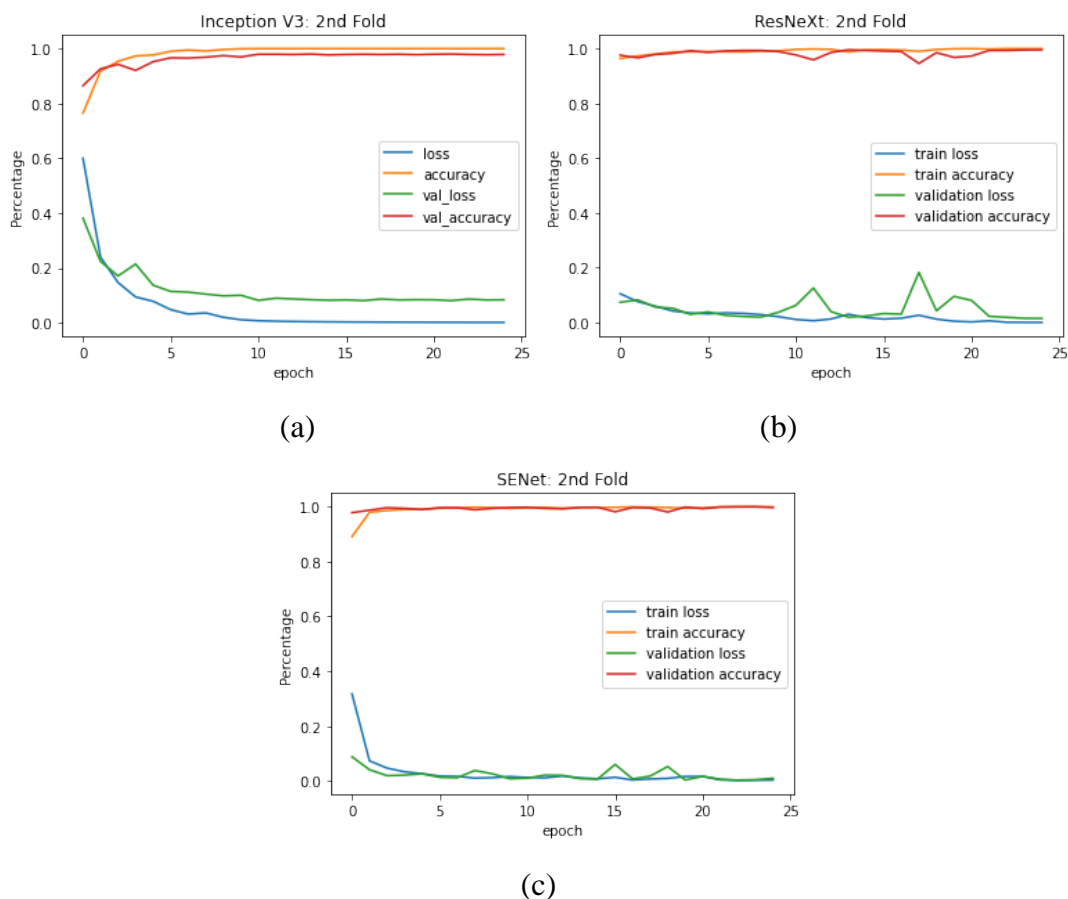 Inception V3: 2nd Fold
1.0
0.8
0.6
0.4
0.2
0.0
Percentage
loss
accuracy
val_loss
val_accuracy
0
5
10
15
20
25
epoch
(a)
ResNeXt: 2nd Fold
1.0
0.8
0.6
0.4
0.2
0.0
Percentage
train loss
train accuracy
validation loss
validation accuracy
0
5
10
15
20
25
epoch
(b)
SENet: 2nd Fold
1.0
0.8
0.6
0.4
0.2
0.0
Percentage
train loss
train accuracy
validation loss
validation accuracy
0
5
10
15
20
25
epoch
(c)